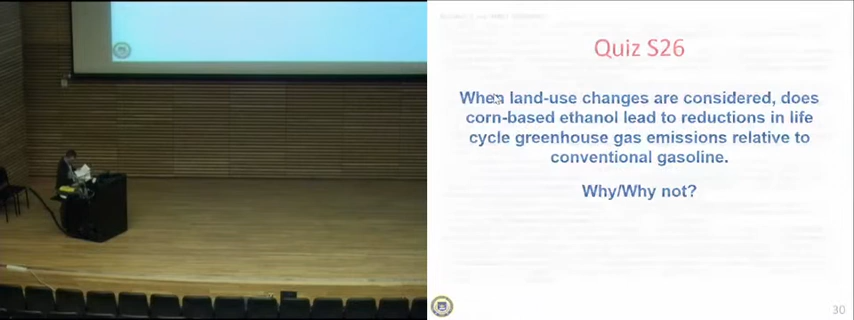 Quiz S26
When land-use changes are considered, does
corn-based ethanol lead to reductions in life
cycle greenhouse gas emissions relative to
conventional gasoline.
Why/Why not?
30